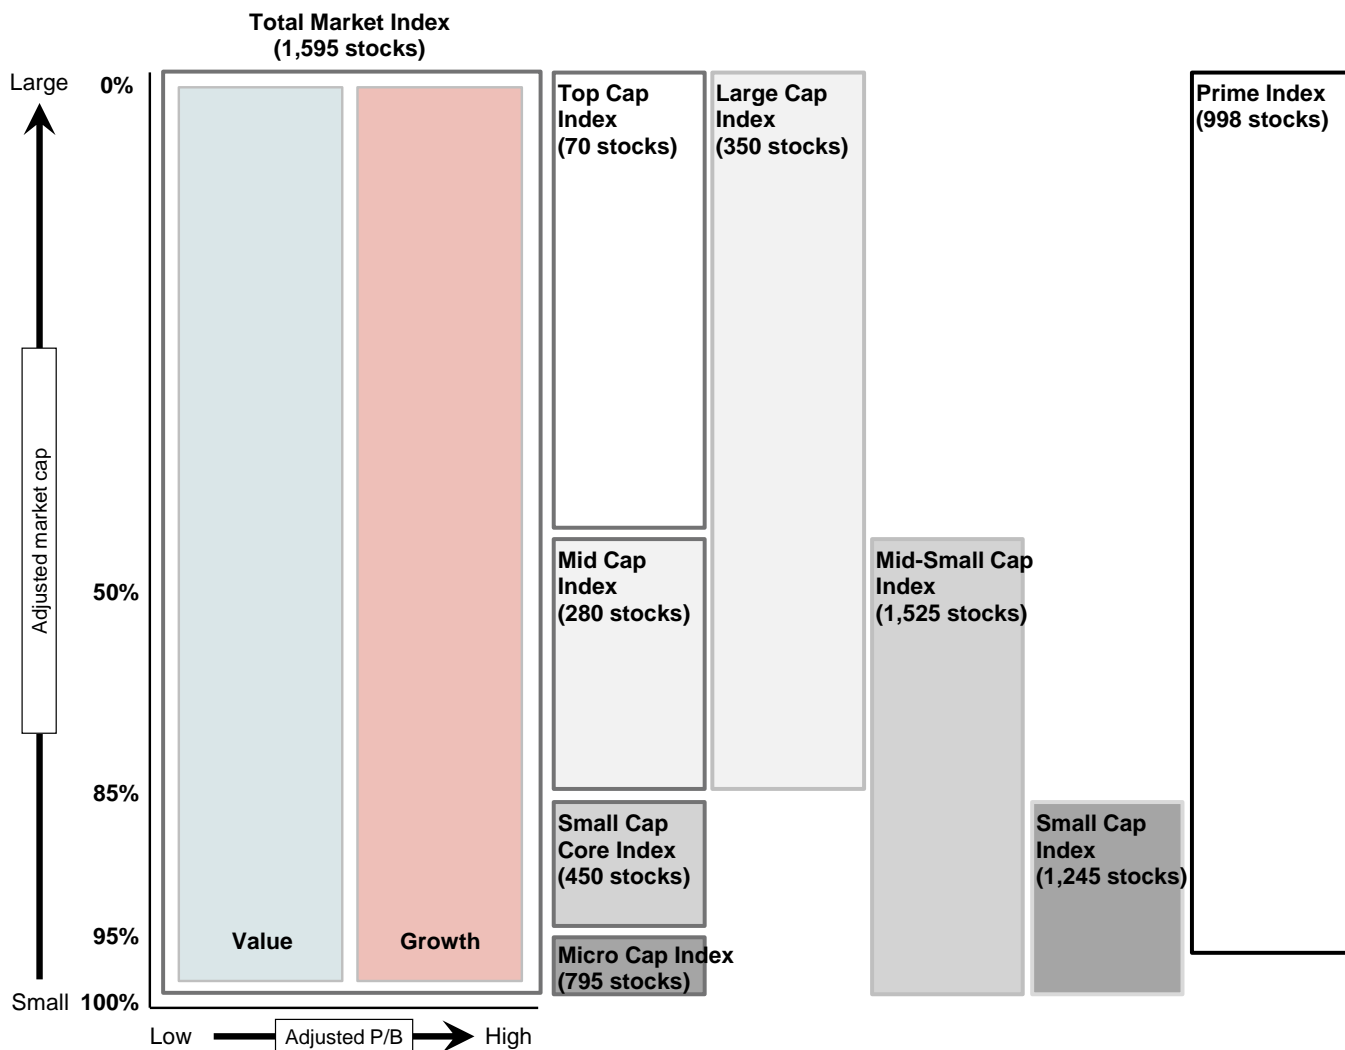 Total Market Index
(1,595 stocks)
Large
0%
Top Cap
Index
(70 stocks)
Large Cap
Index
(350 stocks)
Prime Index
(998 stocks)
Adjusted market cap
50%
Mid Cap
Index
(280 stocks)
Mid-Small Cap
Index
(1,525 stocks)
85%
Small Cap
Core Index
(450 stocks)
Small Cap
Index
(1,245 stocks)
95%
Value
Growth
Micro Cap Index
(795 stocks)
Small
100%
Low
Adjusted P/B
High